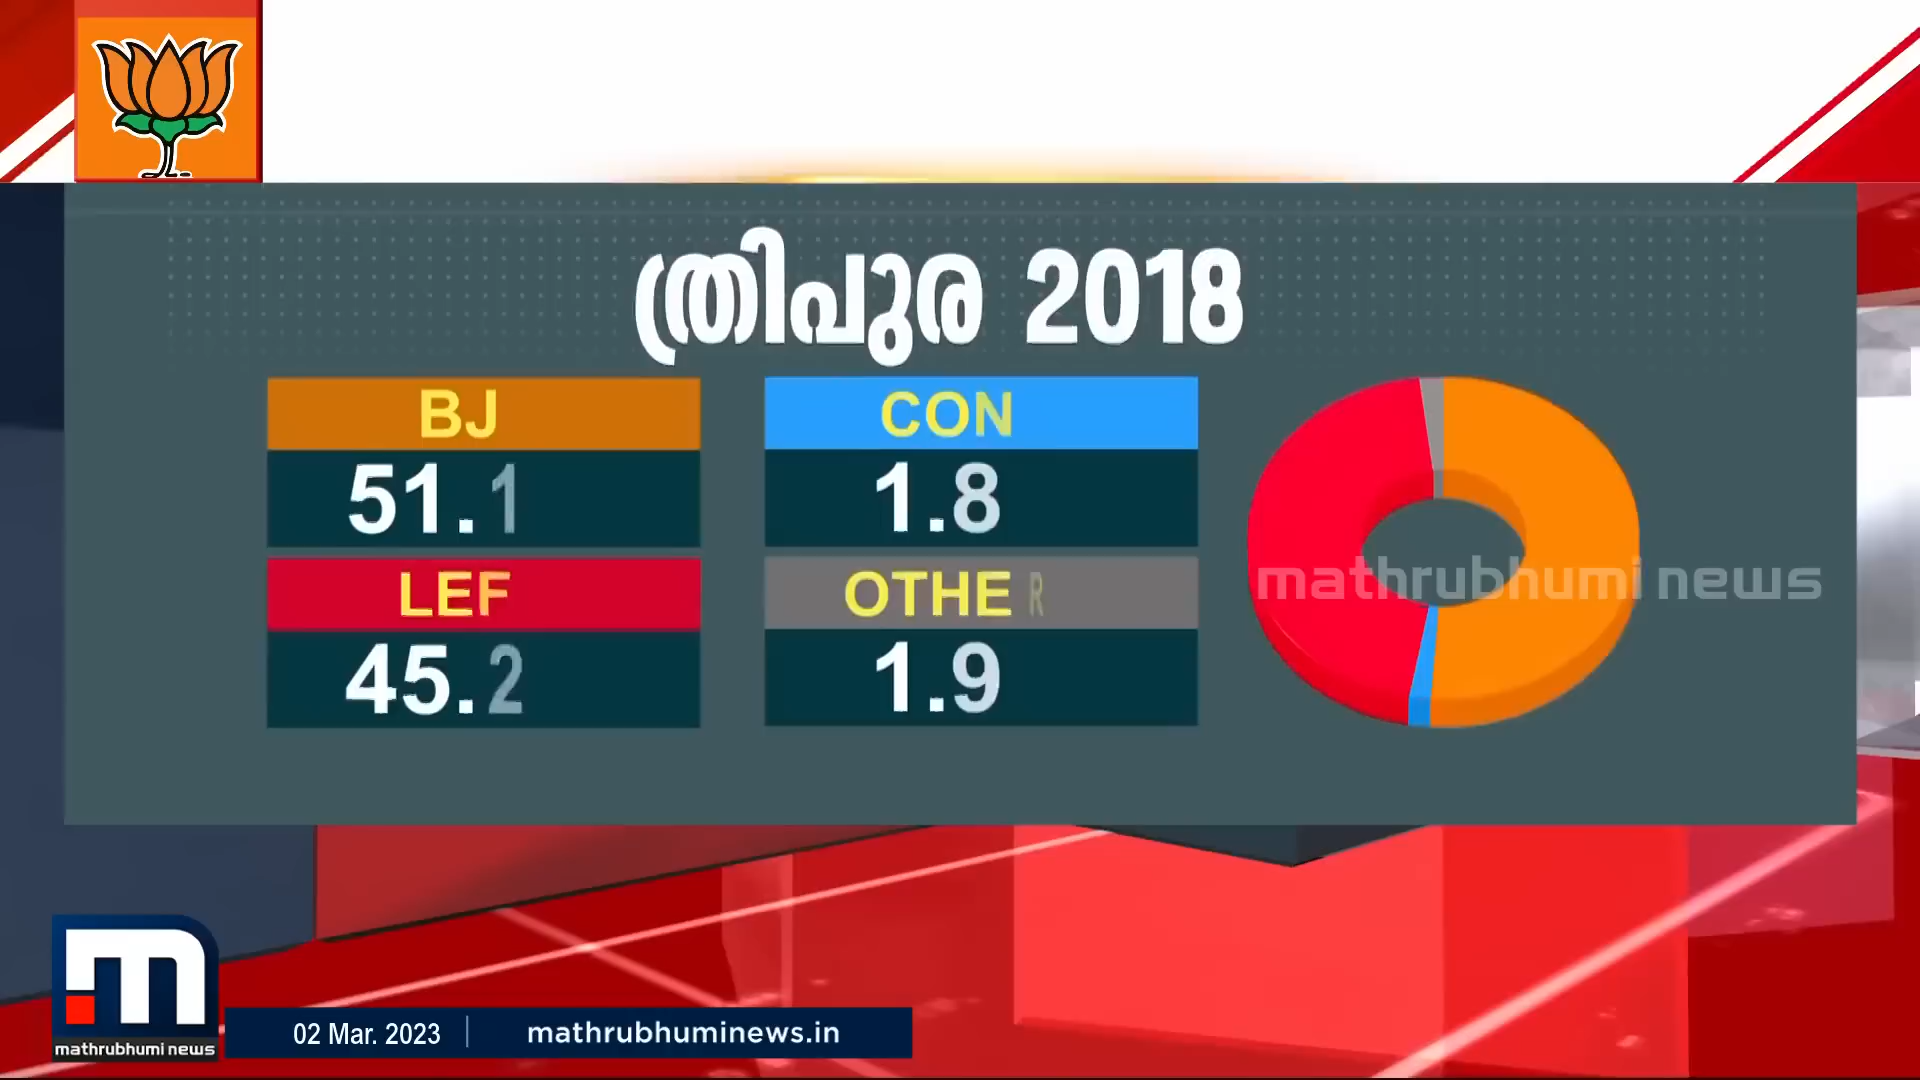 ത്രിപുര 2018
BJ
CON
51.1
1.8
LEF
OTHER
45.2
1.9
mathrubhumi news
mathrubhumi news
02 Mar. 2023
mathrubhuminews.in